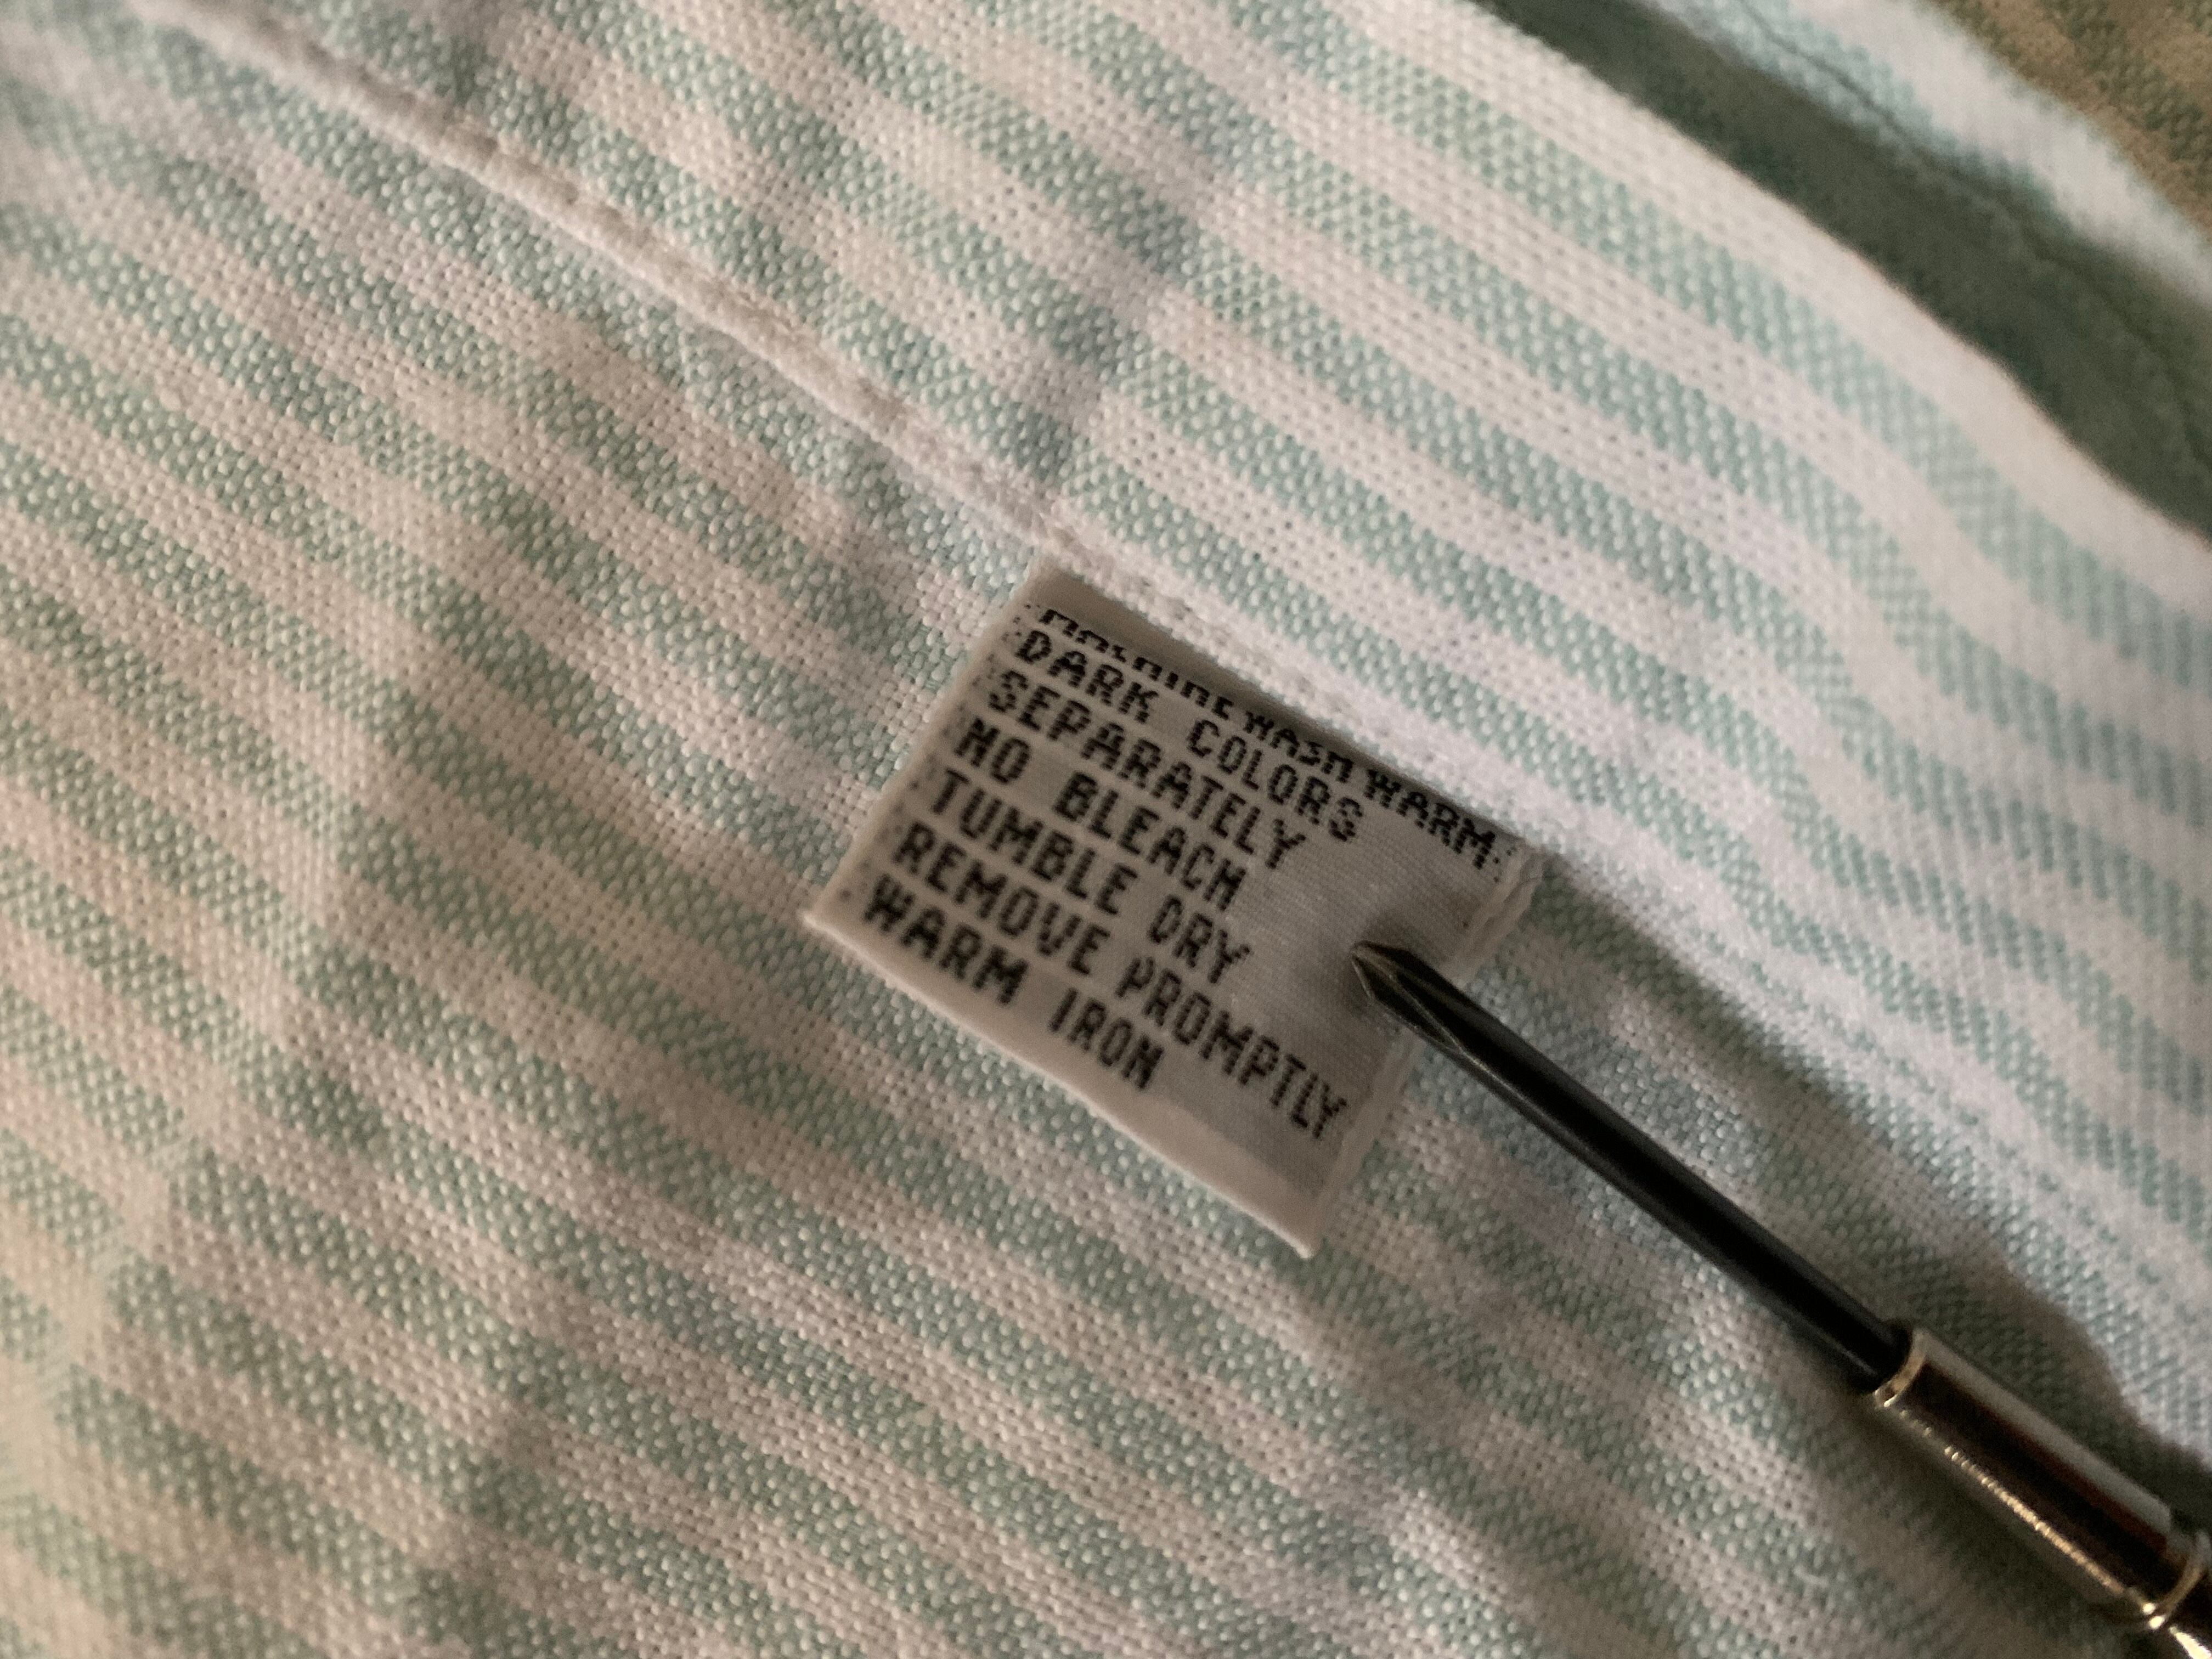 MACHINE WASH WARM
DARK COLORS
SEPARATELY
NO BLEACH
TUMBLE DRY
REMOVE PROMPTLY
WARM IRON